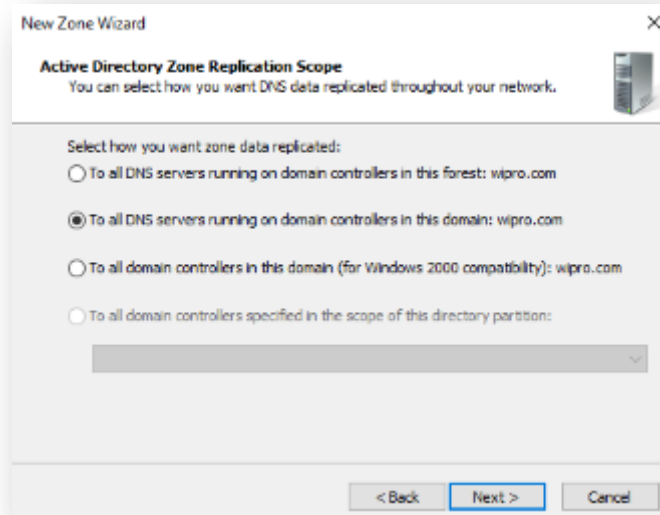 New Zone Wizard
Active Directory Zone Replication Scope
You can select how you want DNS data replicated throughout your network.
Select how you want zone data replicated:
To all DNS servers running on domain controllers in this forest: wipro.com
To all DNS servers running on domain controllers in this domain: wipro.com
To all domain controllers in this domain (for Windows 2000 compatibility): wipro.com
To all domain controllers specified in the scope of this directory partition:
< Back Next > Cancel